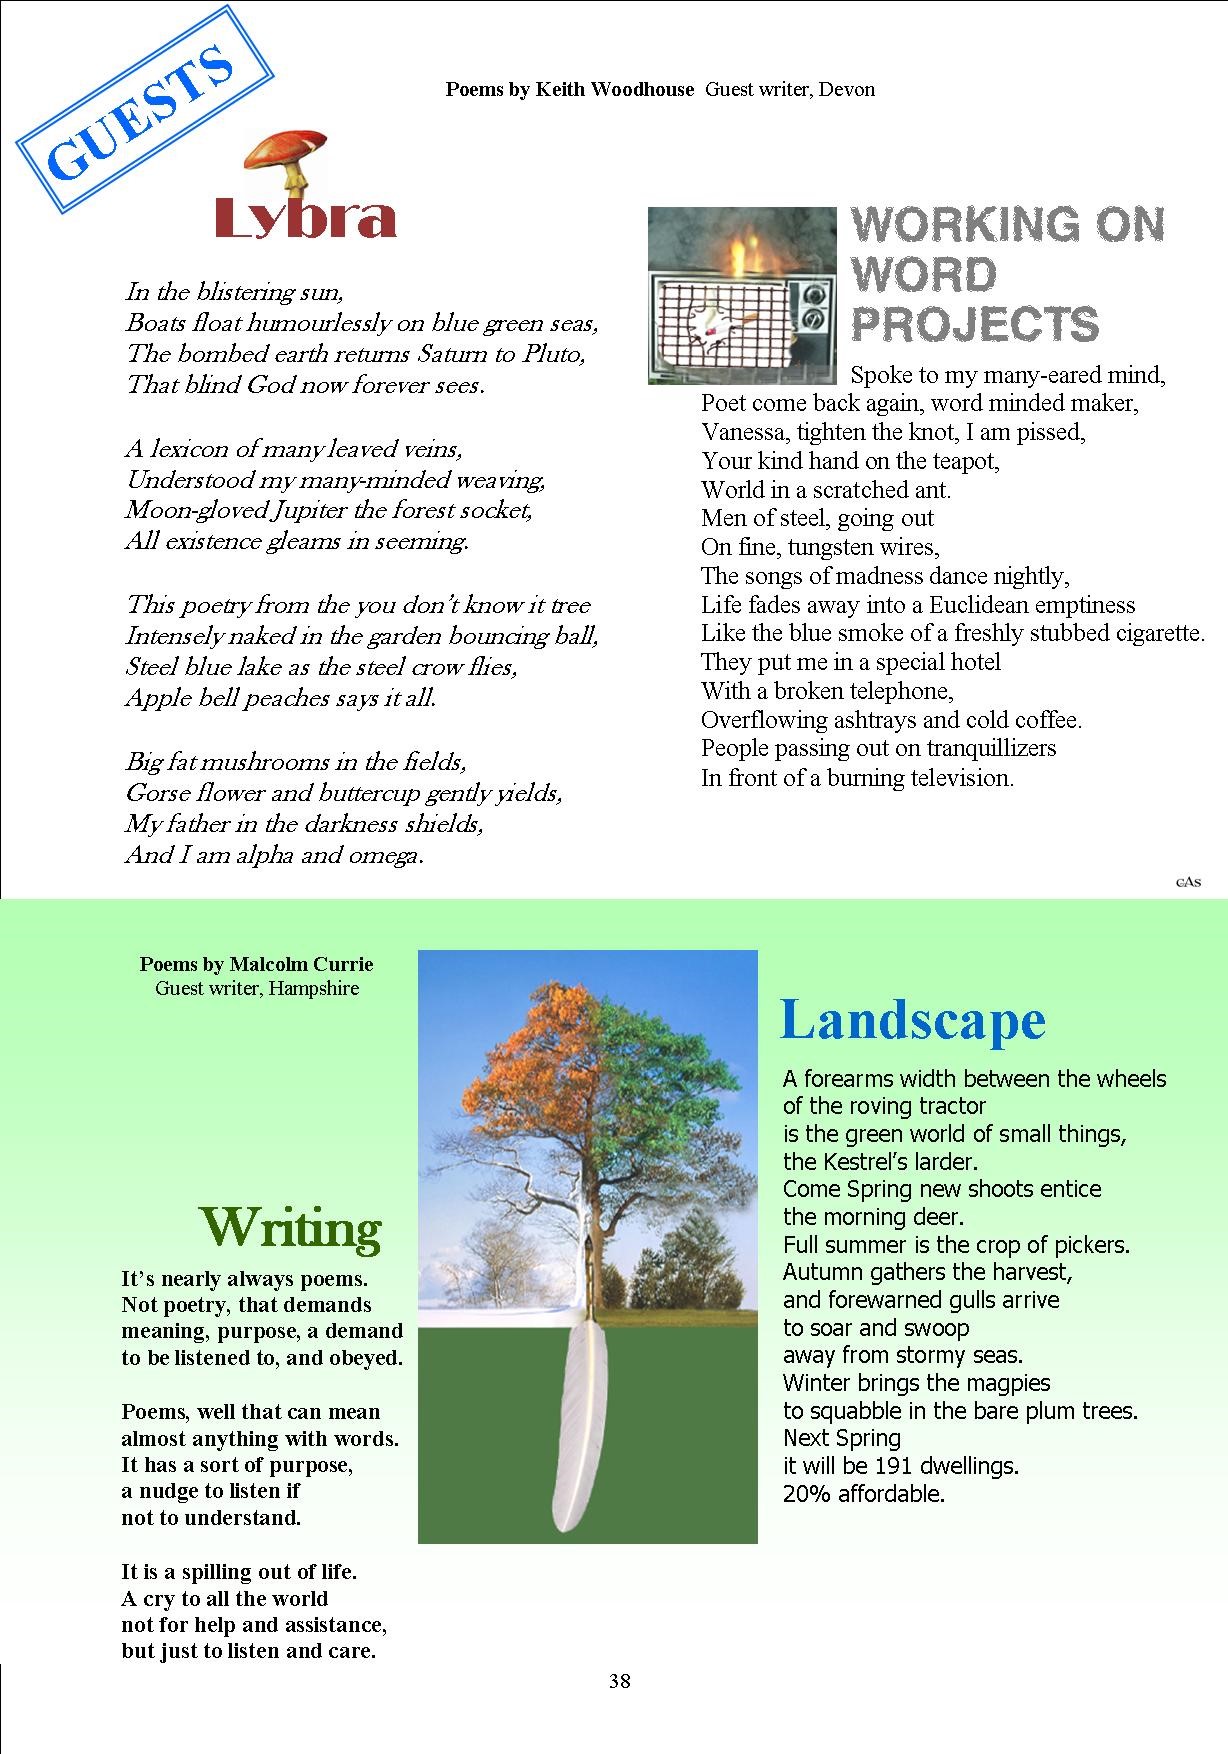 GUESTS
Poems by Keith Woodhouse  Guest writer, Devon
Lybra
In the blistering sun,
Boats float humourlessly on blue green seas,
The bombed earth returns Saturn to Pluto,
That blind God now forever sees.
A lexicon of many leaved veins,
Understood my many-minded weaving,
Moon-gloved Jupiter the forest socket,
All existence gleams in seeming.
This poetry from the you don’t know it tree
Intensely naked in the garden bouncing ball,
Steel blue lake as the steel crow flies,
Apple bell peaches says it all.
Big fat mushrooms in the fields,
Gorse flower and buttercup gently yields,
My father in the darkness shields,
And I am alpha and omega.
WORKING ON
WORD
PROJECTS
Spoke to my many-eared mind,
Poet come back again, word minded maker,
Vanessa, tighten the knot, I am pissed,
Your kind hand on the teapot,
World in a scratched ant.
Men of steel, going out
On fine, tungsten wires,
The songs of madness dance nightly,
Life fades away into a Euclidean emptiness
Like the blue smoke of a freshly stubbed cigarette.
They put me in a special hotel
With a broken telephone,
Overflowing ashtrays and cold coffee.
People passing out on tranquillizers
In front of a burning television.
cAs
Poems by Malcolm Currie
Guest writer, Hampshire
Writing
It’s nearly always poems.
Not poetry, that demands
meaning, purpose, a demand
to be listened to, and obeyed.
Poems, well that can mean
almost anything with words.
It has a sort of purpose,
a nudge to listen if
not to understand.
It is a spilling out of life.
A cry to all the world
not for help and assistance,
but just to listen and care.
Landscape
A forearms width between the wheels
of the roving tractor
is the green world of small things,
the Kestrel’s larder.
Come Spring new shoots entice
the morning deer.
Full summer is the crop of pickers.
Autumn gathers the harvest,
and forewarned gulls arrive
to soar and swoop
away from stormy seas.
Winter brings the magpies
to squabble in the bare plum trees.
Next Spring
it will be 191 dwellings.
20% affordable.
38